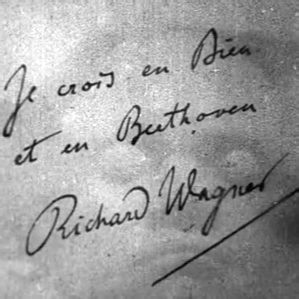 Je crois en Dieu
et en Beethoven
Richard Wagner